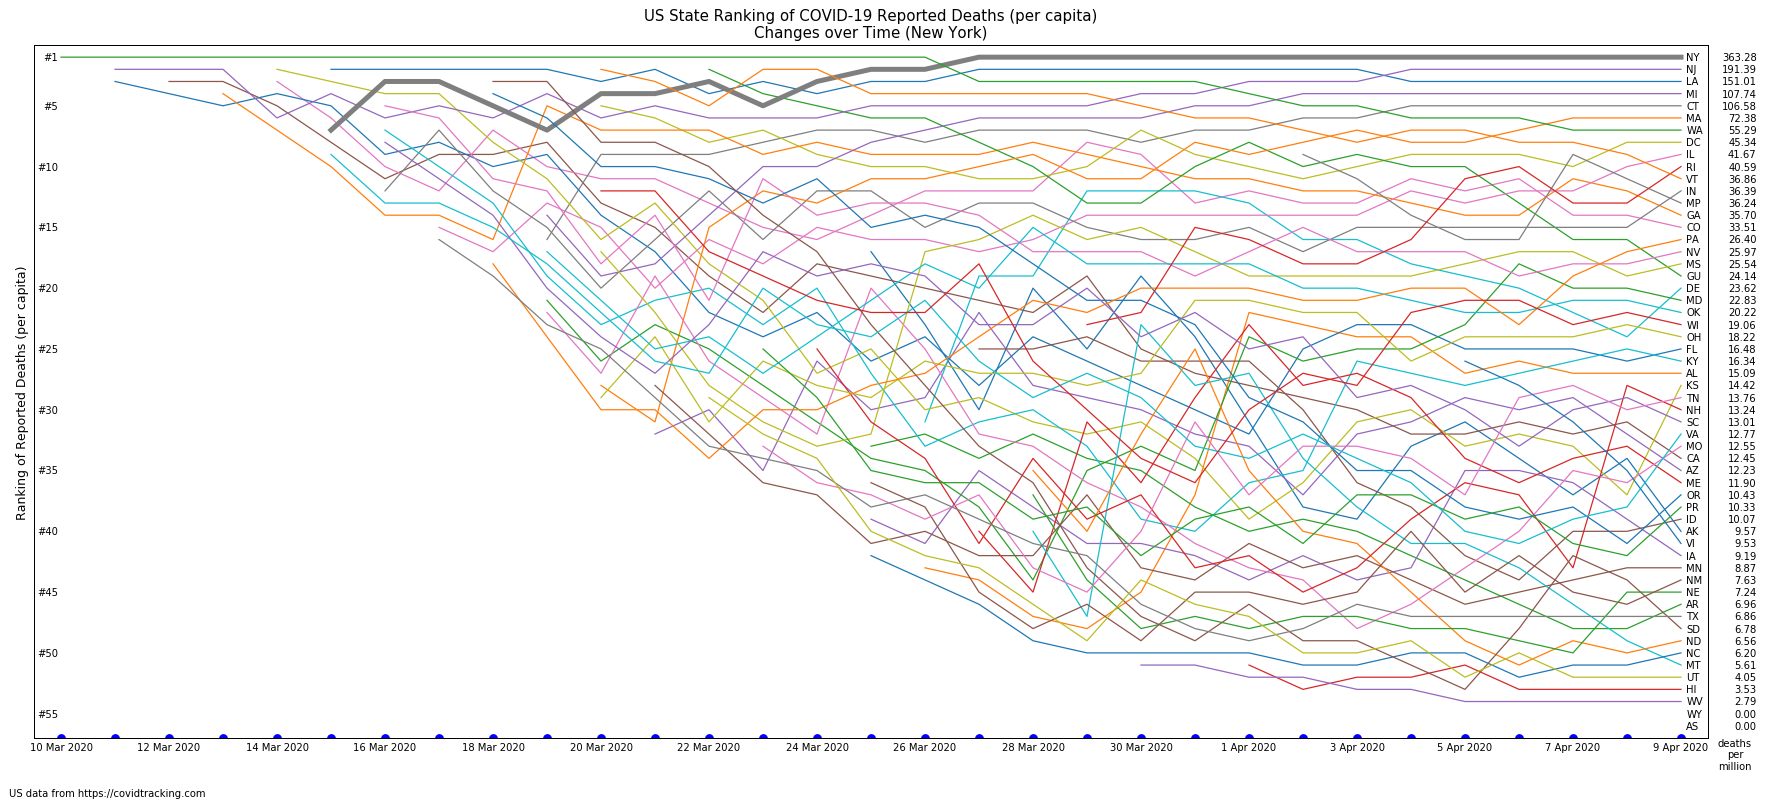 US State Ranking of COVID-19 Reported Deaths (per capita)
Changes over Time (New York)
Ranking of Reported Deaths (per capita)
#1
#5
#10
#15
#20
#25
#30
#35
#40
#45
#50
#55
NY 363.28
NJ 191.39
LA 151.01
MI 107.74
CT 106.58
MA 72.38
WA 55.29
DC 45.34
IL 41.67
RI 40.59
VT 36.86
IN 36.39
MP 36.24
GA 35.70
CO 33.51
PA 26.40
NV 25.97
MS 25.54
GU 24.14
DE 23.62
MD 22.83
OK 20.22
WI 19.06
OH 18.22
FL 16.48
KY 16.34
AL 15.09
KS 14.42
TN 13.76
NH 13.24
SC 13.01
VA 12.77
MO 12.55
CA 12.45
AZ 12.23
ME 11.90
OR 10.43
PR 10.33
ID 10.07
AK 9.57
VI 9.53
IA 9.19
MN 8.87
NM 7.63
NE 7.24
AR 6.96
TX 6.86
SD 6.78
ND 6.56
NC 6.20
MT 5.61
UT 4.05
HI 3.53
WV 2.79
WY 0.00
AS 0.00
10 Mar 2020 12 Mar 2020 14 Mar 2020 16 Mar 2020 18 Mar 2020 20 Mar 2020 22 Mar 2020 24 Mar 2020 26 Mar 2020 28 Mar 2020 30 Mar 2020 1 Apr 2020 3 Apr 2020 5 Apr 2020 7 Apr 2020 9 Apr 2020
deaths
per
million
US data from https://covidtracking.com